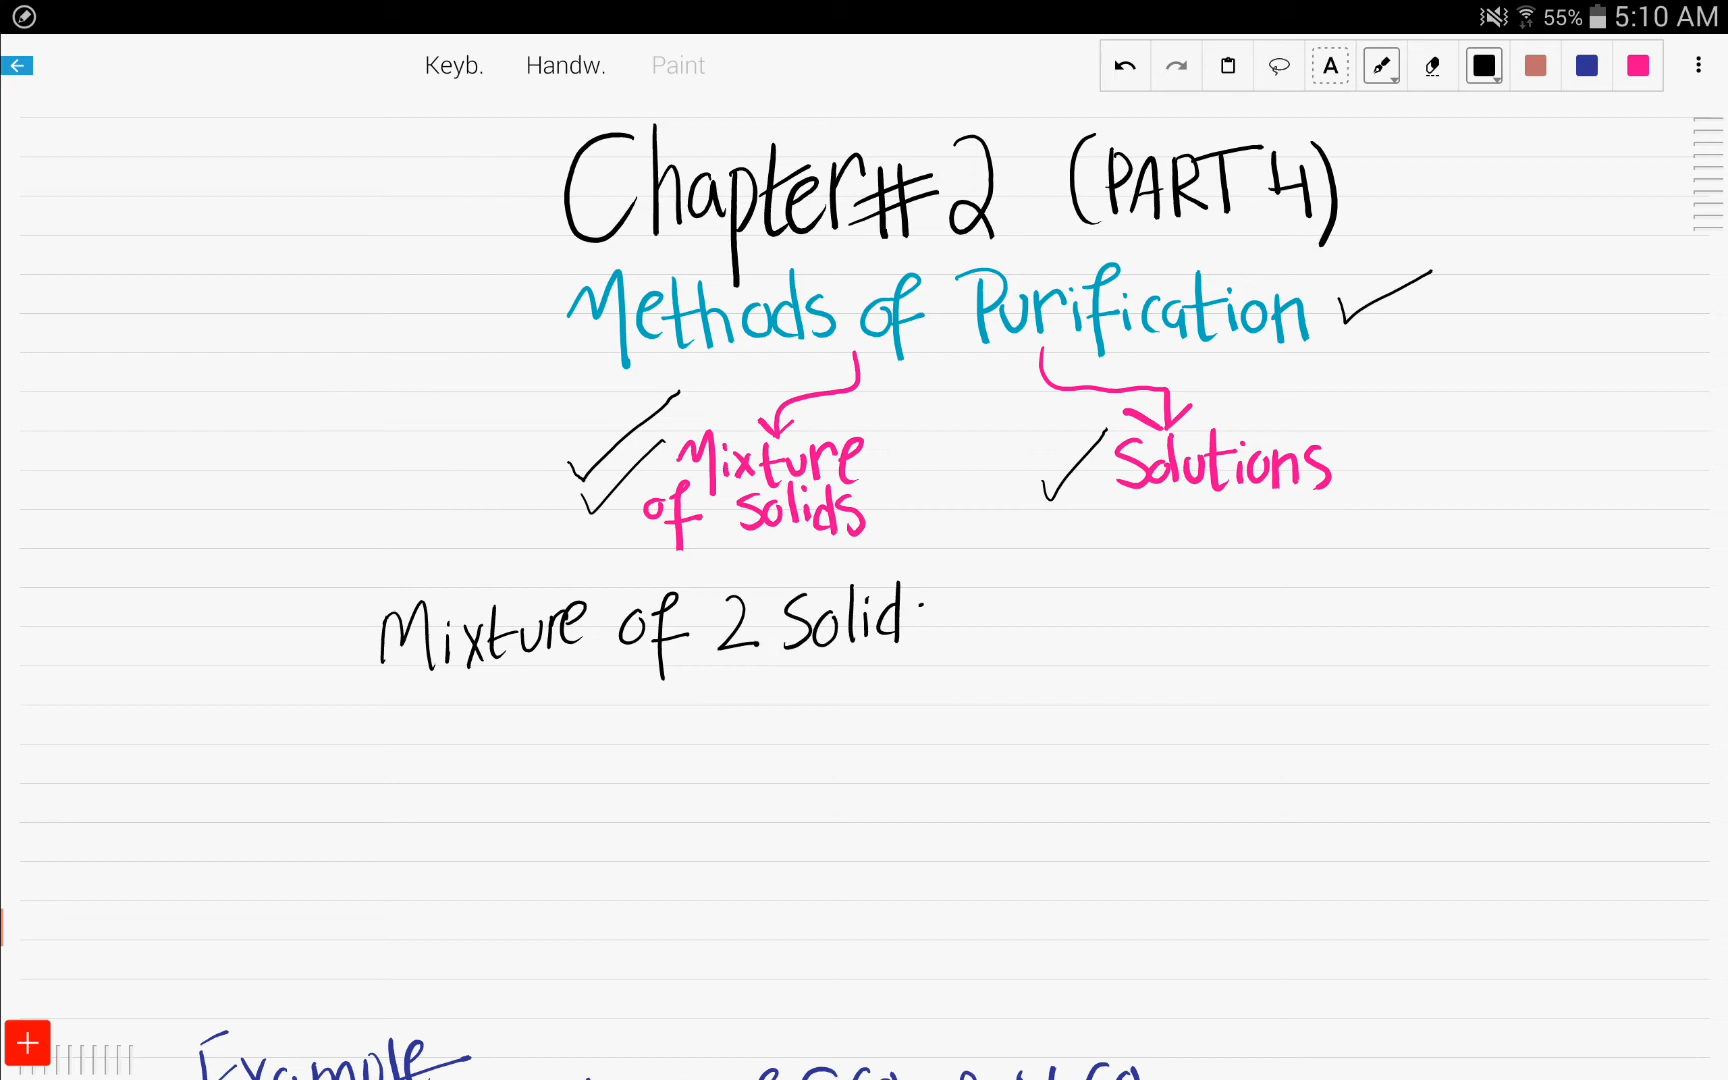 55% 5:10 AM
Keyb. Handw. Paint A
Chapter#2 (PART 4)
Methods of Purification
Mixture of solids
Solutions
Mixture of 2 Solid
Example